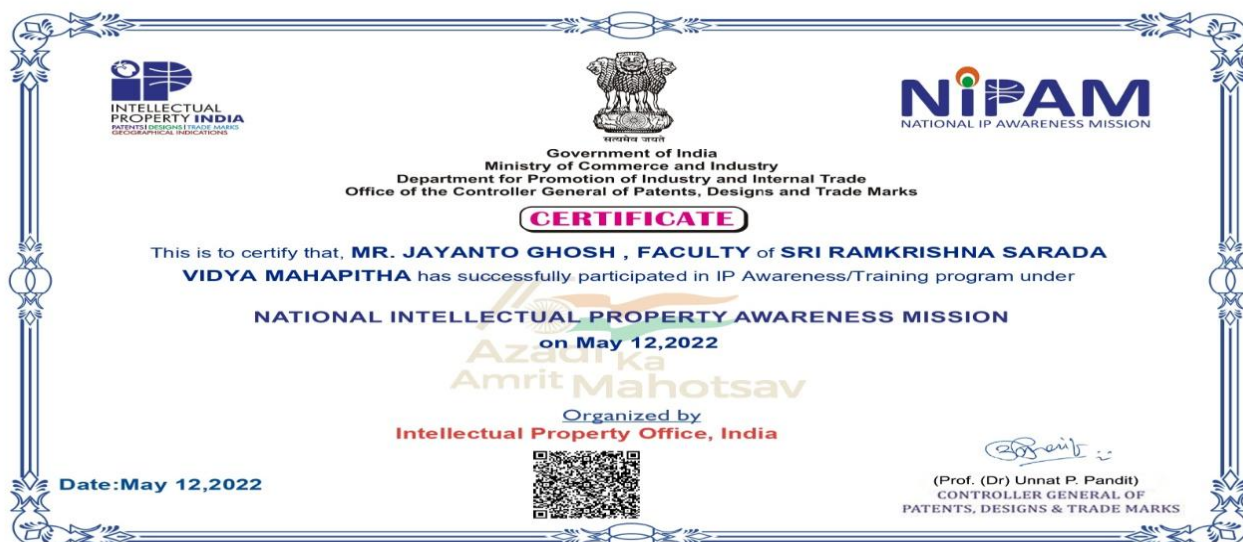 iP
INTELLECTUAL
PROPERTY INDIA
PATENTS | DESIGNS | TRADE MARKS
GEOGRAPHICAL INDICATIONS
सत्यमेव जयते
NiPAM
NATIONAL IP AWARENESS MISSION
Government of India
Ministry of Commerce and Industry
Department for Promotion of Industry and Internal Trade
Office of the Controller General of Patents, Designs and Trade Marks
CERTIFICATE
This is to certify that, MR. JAYANTO GHOSH , FACULTY of SRI RAMKRISHNA SARADA
VIDYA MAHAPITHA has successfully participated in IP Awareness/Training program under
NATIONAL INTELLECTUAL PROPERTY AWARENESS MISSION
on May 12,2022
Azadi Ka
Amrit Mahotsav
Organized by
Intellectual Property Office, India
Date:May 12,2022
(Prof. (Dr) Unnat P. Pandit)
CONTROLLER GENERAL OF
PATENTS, DESIGNS & TRADE MARKS